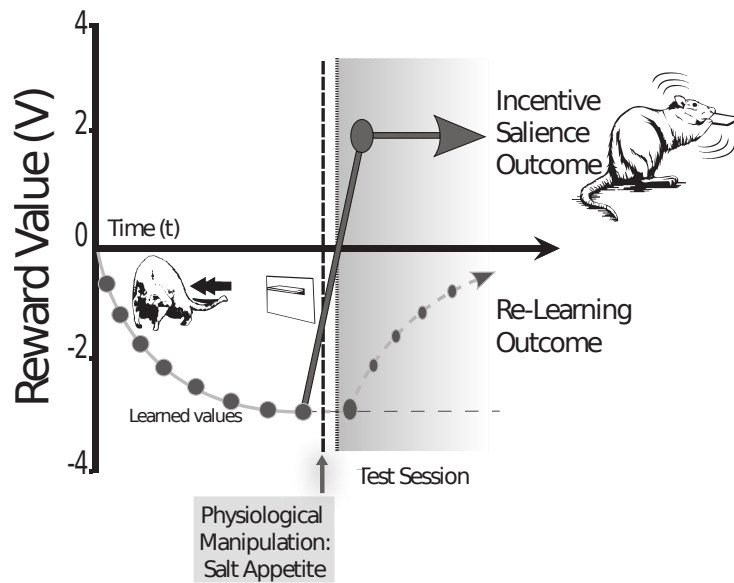 Reward Value (V)
4
2
0
-2
-4
Time (t)
Learned values
Incentive
Salience
Outcome
Re-Learning
Outcome
Test Session
Physiological
Manipulation:
Salt Appetite